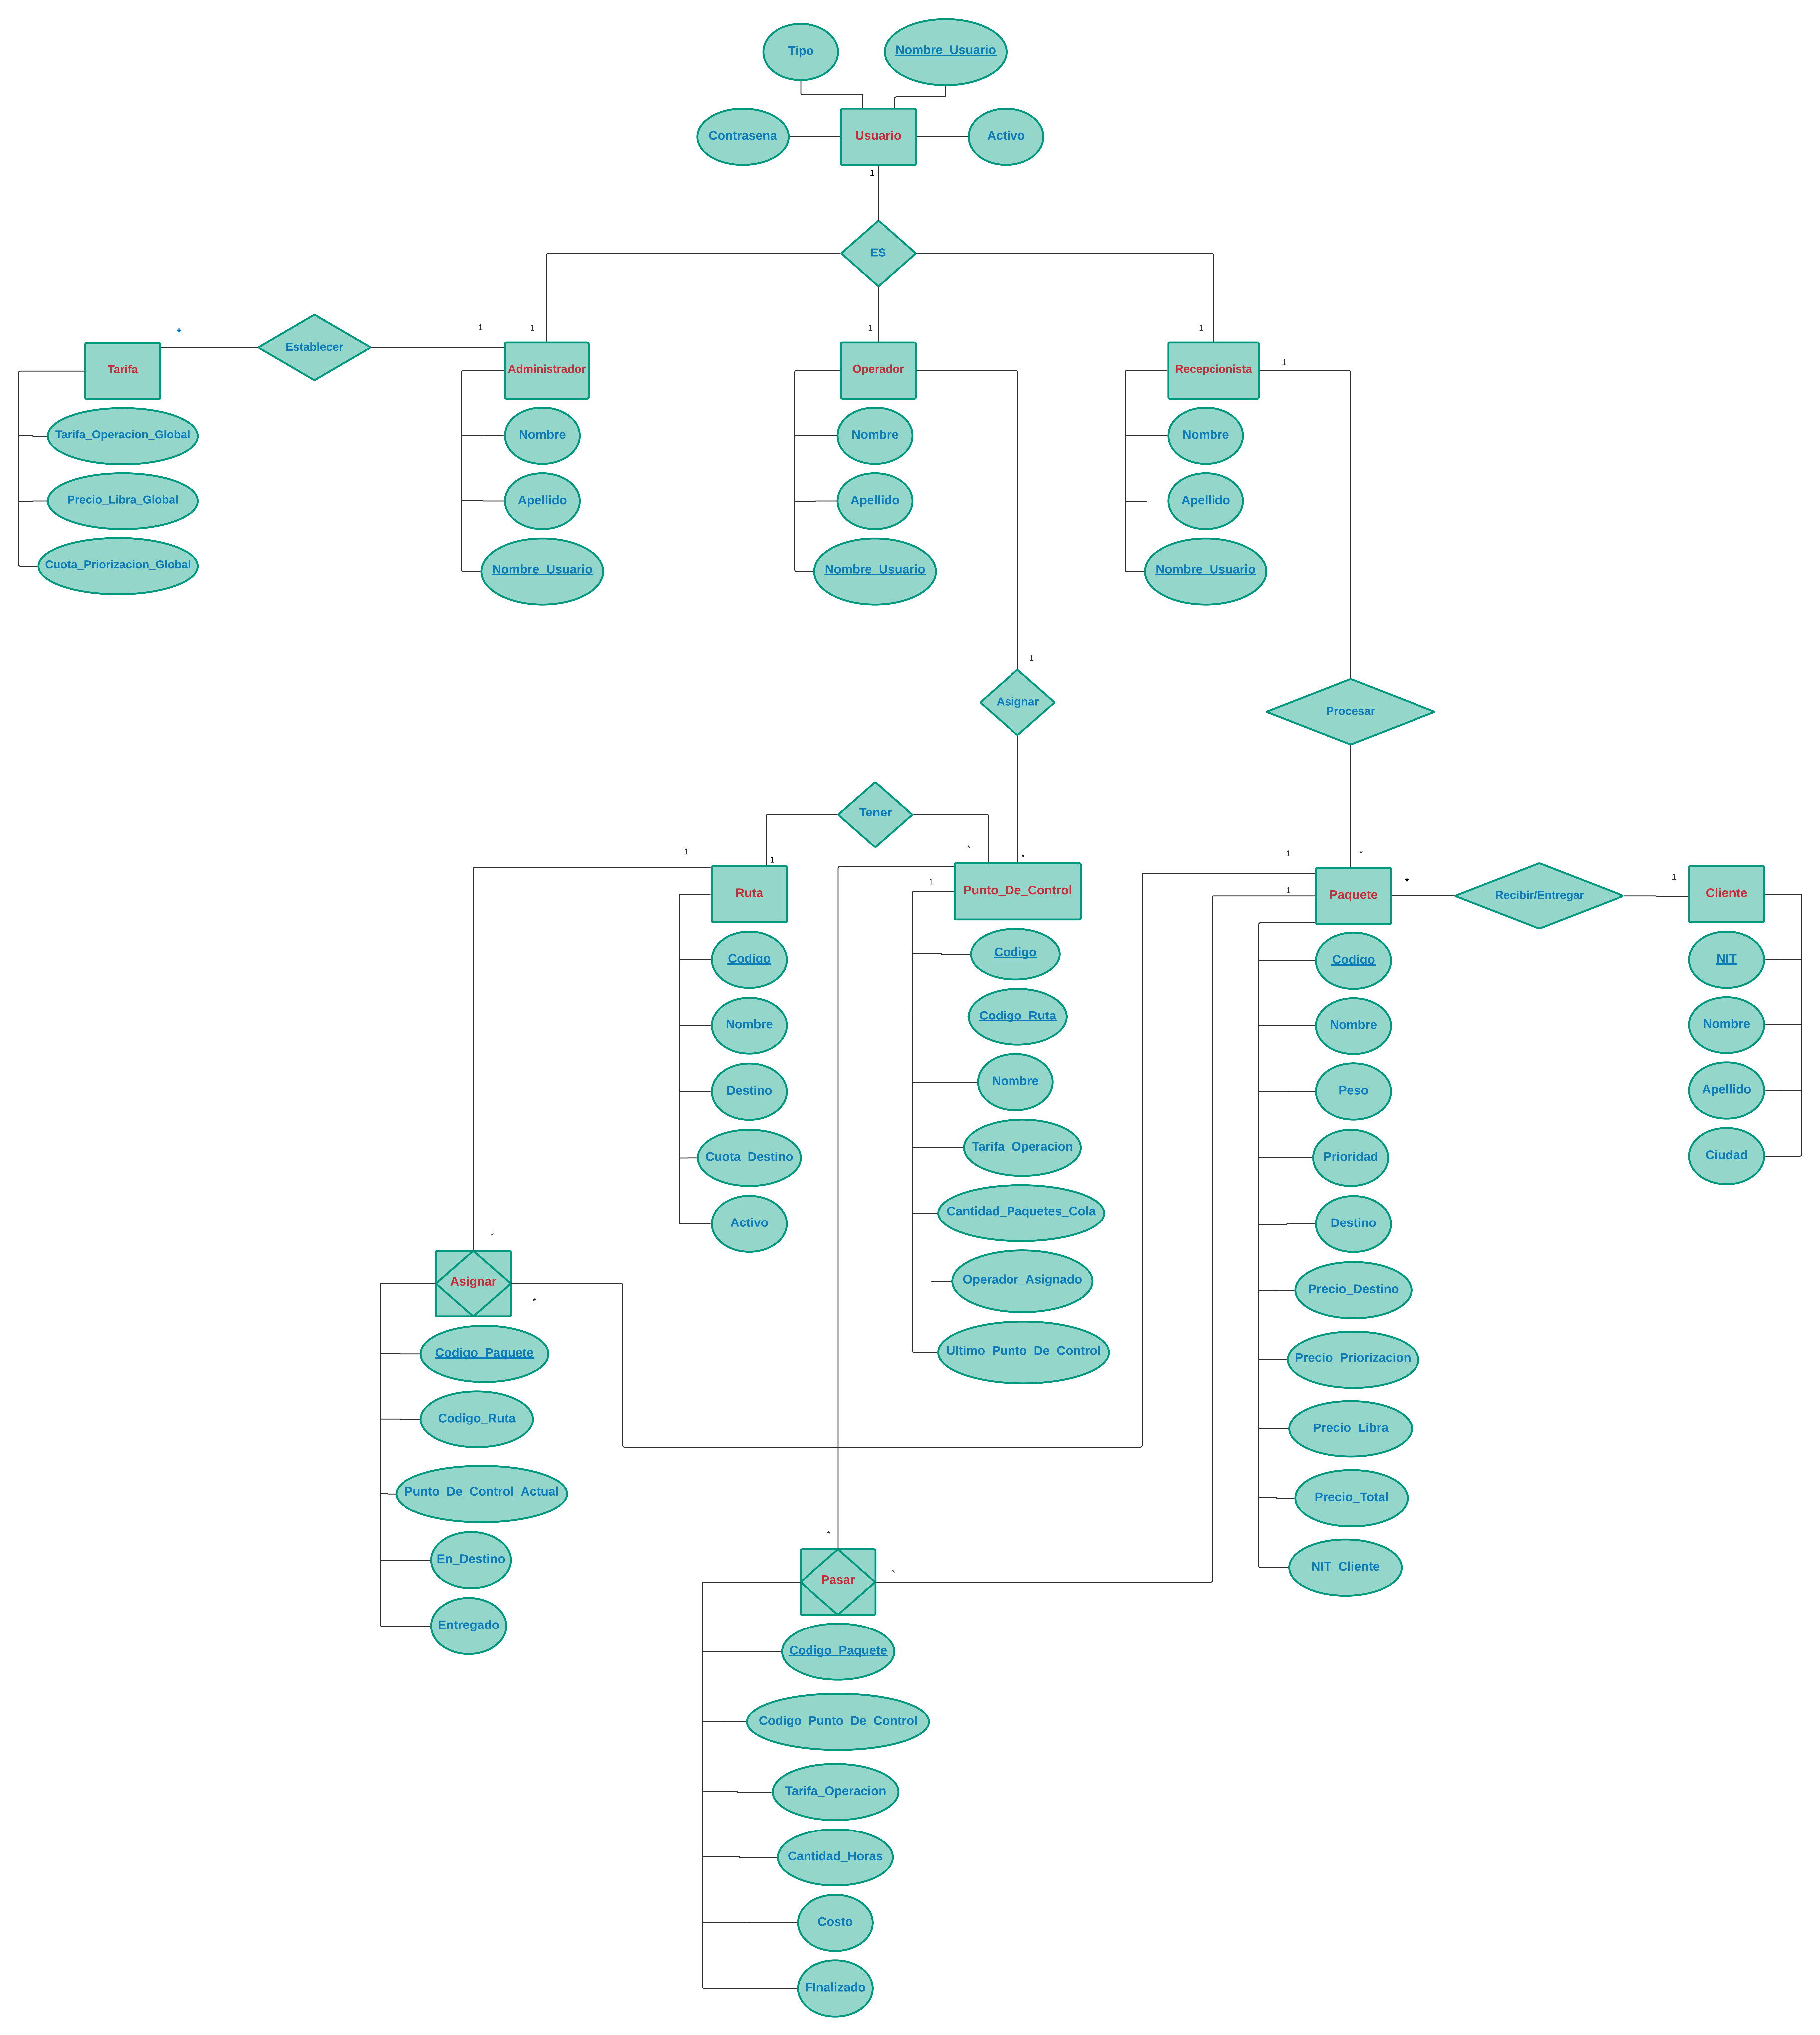 Tipo
Nombre_Usuario
Contrasena
Usuario
Activo
1
ES
*
Establecer
1
1
1
1
1
Tarifa
Administrador
Operador
Recepcionista
Tarifa_Operacion_Global
Nombre
Nombre
Nombre
Precio_Libra_Global
Apellido
Apellido
Apellido
Cuota_Priorizacion_Global
Nombre_Usuario
Nombre_Usuario
Nombre_Usuario
1
Asignar
Procesar
Tener
1
1
*
*
1
*
1
1
*
1
Ruta
Punto_De_Control
Paquete
Recibir/Entregar
Cliente
Codigo
Nombre
Destino
Cuota_Destino
Activo
Codigo
Codigo_Ruta
Nombre
Tarifa_Operacion
Cantidad_Paquetes_Cola
Operador_Asignado
Ultimo_Punto_De_Control
Codigo
Nombre
Peso
Prioridad
Destino
Precio_Destino
Precio_Priorizacion
Precio_Libra
Precio_Total
NIT_Cliente
NIT
Nombre
Apellido
Ciudad
*
Asignar
*
Codigo_Paquete
Codigo_Ruta
Punto_De_Control_Actual
En_Destino
Entregado
*
*
Pasar
Codigo_Paquete
Codigo_Punto_De_Control
Tarifa_Operacion
Cantidad_Horas
Costo
FInalizado